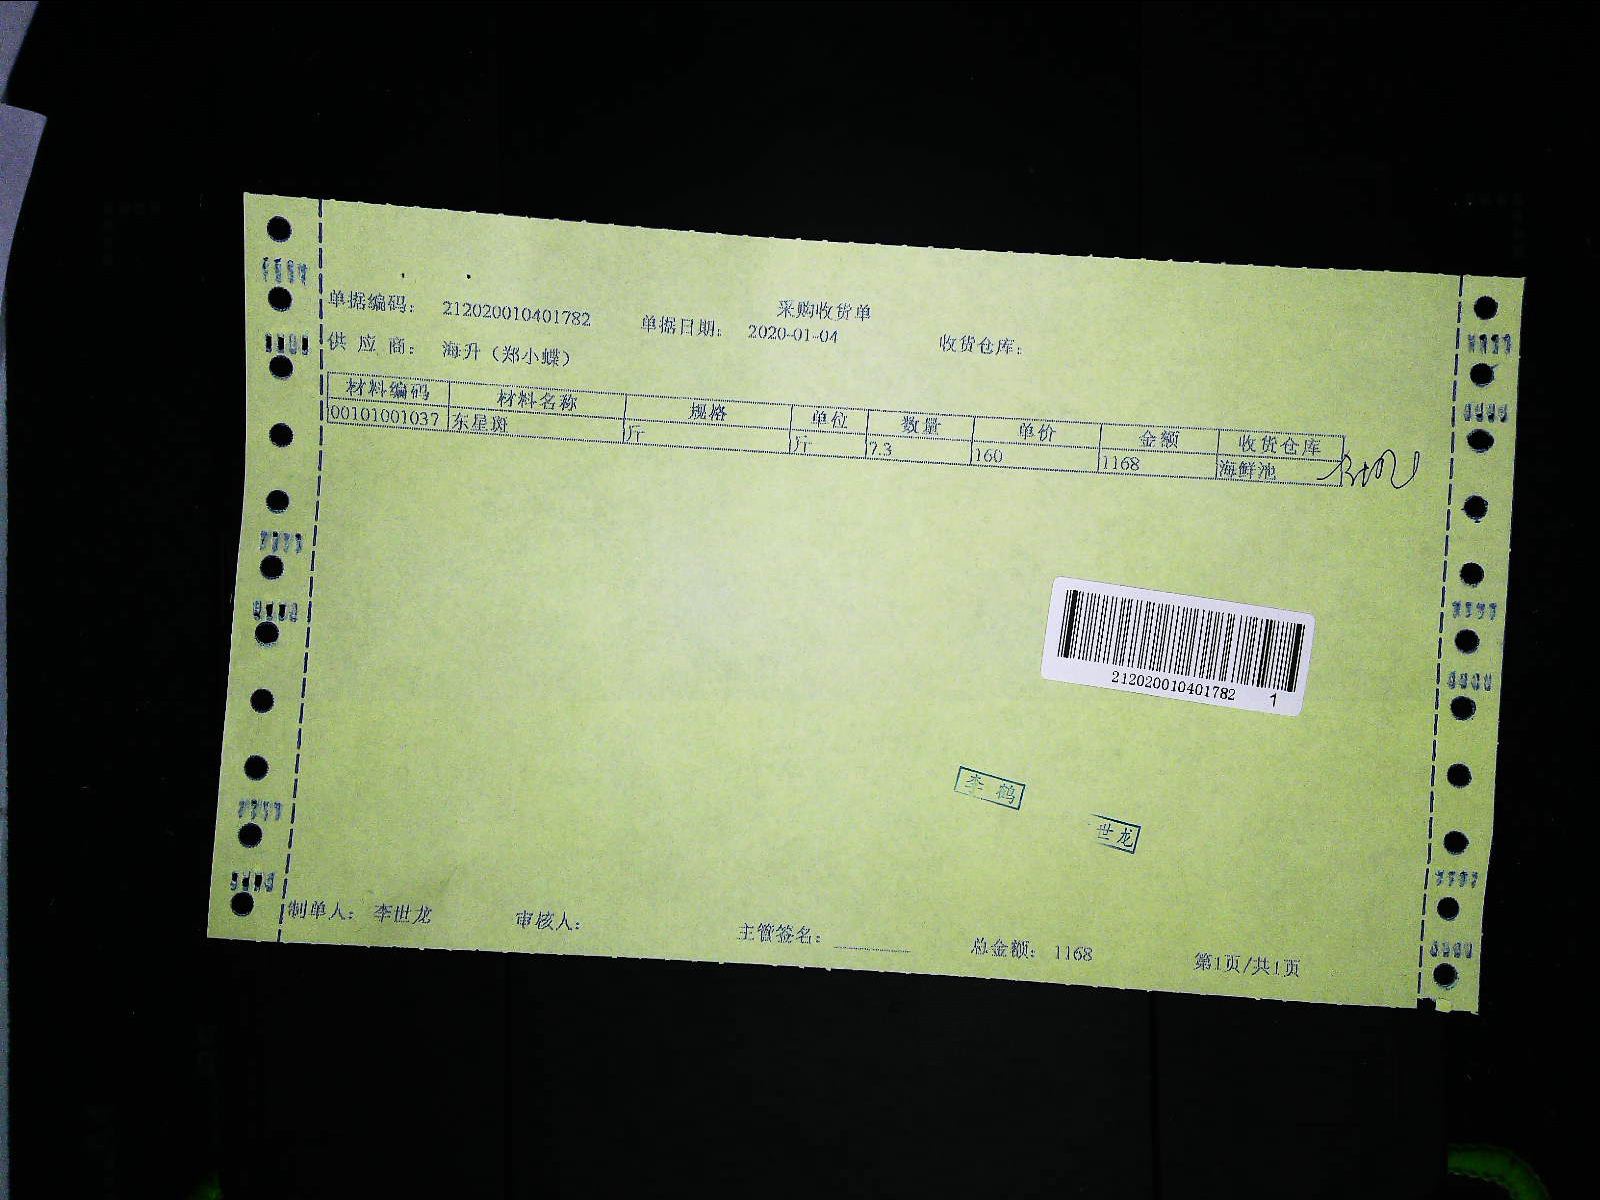 采购收货单
单据编码： 212020010401782 单据日期： 2020-01-04 收货仓库：
供 应 商： 海升（郑小蝶）
材料编码 材料名称 规格 单位 数量 单价 金额 收货仓库
00101001037 东星斑 斤 斤 7.3 160 1168 海鲜池
212020010401782 1
李 鹤
世龙
制单人： 李世龙 审核人： 主管签名： 总金额： 1168 第1页/共1页